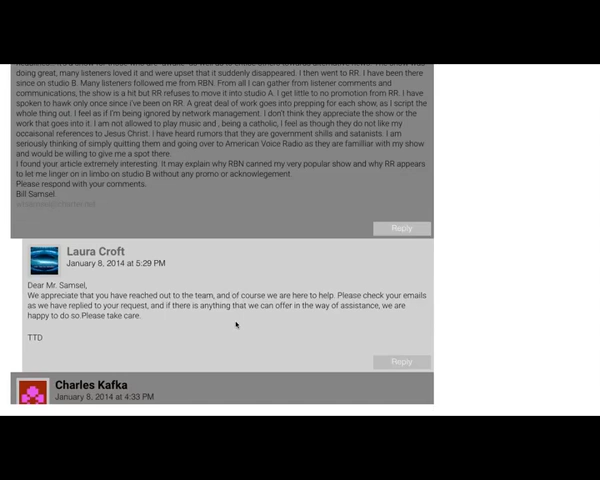 doing great, many listeners loved it and were upset that it suddenly disappeared. I then went to RR. I have been there
since on studio B. Many listeners followed me from RBN. From all I can gather from listener comments and
communications, the show is a hit but RR refuses to move it into studio A. I get little to no promotion from RR. I have
spoken to hawk only once since i've been on RR. A great deal of work goes into prepping for each show, as I script the
whole thing out. I feel as if I'm being ignored by network management. I don't think they appreciate the show or the
work that goes into it. I am not allowed to play music and , being a catholic, I feel as though they do not like my
occaisonal references to Jesus Christ. I have heard rumors that they are government shills and satanists. I am
seriously thinking of simply quitting them and going over to American Voice Radio as they are famlliar with my show
and would be willing to give me a spot there.
I found your article extremely interesting. It may explain why RBN canned my very popular show and why RR appears
to let me linger on in limbo on studio B without any promo or acknowlegement.
Please respond with your comments.
Bill Samsel
Reply
Laura Croft
January 8, 2014 at 5:29 PM
Dear Mr. Samsel,
We appreciate that you have reached out to the team, and of course we are here to help. Please check your emails
as we have replied to your request, and if there is anything that we can offer in the way of assistance, we are
happy to do so.Please take care.
TTD
Reply
Charles Kafka
January 8, 2014 at 4:33 PM